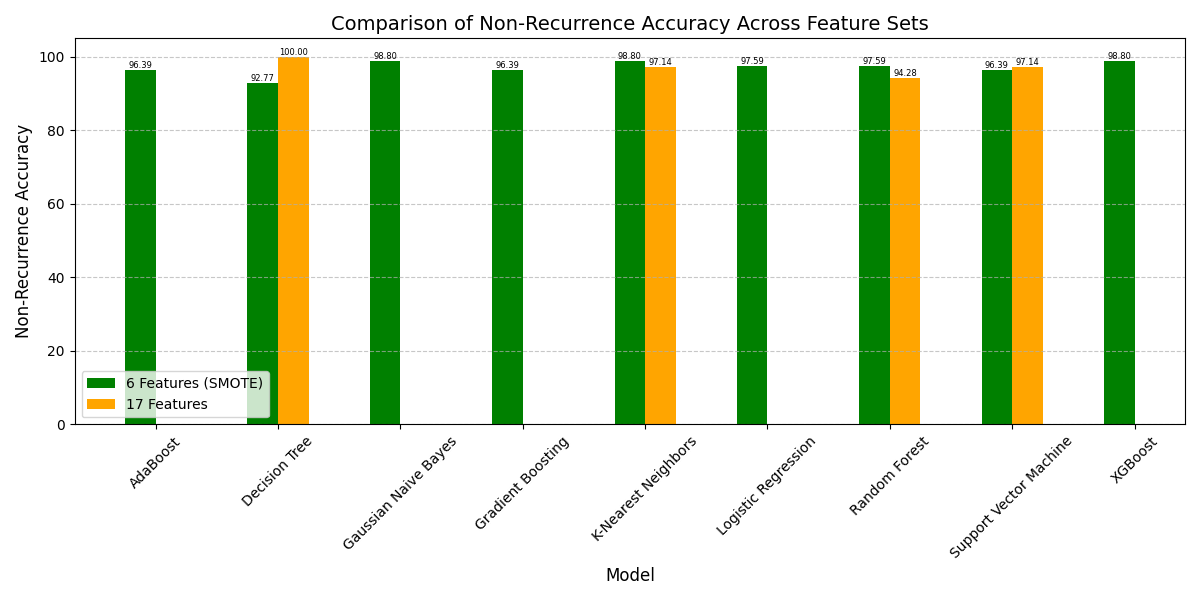 Comparison of Non-Recurrence Accuracy Across Feature Sets
Non-Recurrence Accuracy
100
80
60
40
20
0
96.39
92.77
100.00
98.80
96.39
98.80
97.14
97.59
97.59
94.28
96.39
97.14
98.80
6 Features (SMOTE)
17 Features
AdaBoost
Decision Tree
Gaussian Naive Bayes
Gradient Boosting
K-Nearest Neighbors
Logistic Regression
Random Forest
Support Vector Machine
XGBoost
Model